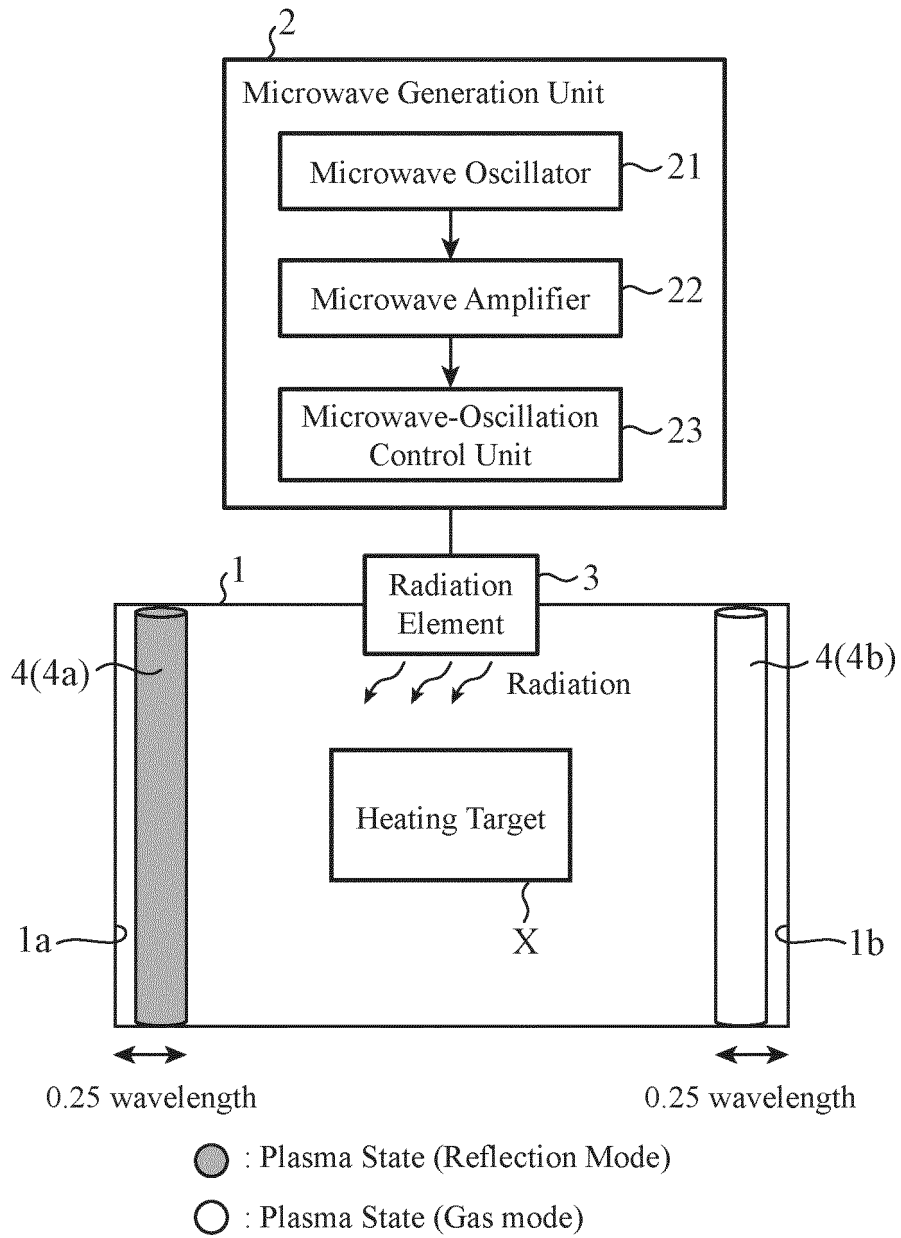 2
Microwave Generation Unit
Microwave Oscillator
21
Microwave Amplifier
22
Microwave-Oscillation
Control Unit
23
1
Radiation
Element
3
4(4a)
4(4b)
Radiation
Heating Target
1a
X
1b
0.25 wavelength
0.25 wavelength
: Plasma State (Reflection Mode)
: Plasma State (Gas mode)